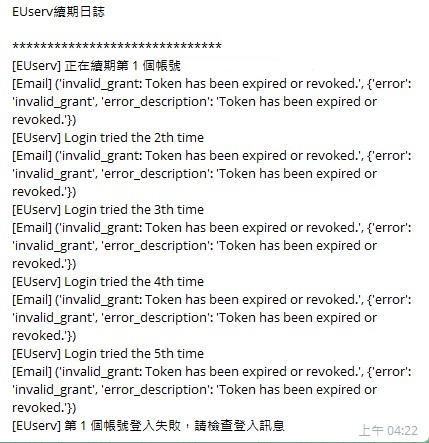 EUserv續期日誌
******************************
[EUserv] 正在續期第 1 個帳號
[Email] ('invalid_grant: Token has been expired or revoked.', {'error':
'invalid_grant', 'error_description': 'Token has been expired or
revoked.'})
[EUserv] Login tried the 2th time
[Email] ('invalid_grant: Token has been expired or revoked.', {'error':
'invalid_grant', 'error_description': 'Token has been expired or
revoked.'})
[EUserv] Login tried the 3th time
[Email] ('invalid_grant: Token has been expired or revoked.', {'error':
'invalid_grant', 'error_description': 'Token has been expired or
revoked.'})
[EUserv] Login tried the 4th time
[Email] ('invalid_grant: Token has been expired or revoked.', {'error':
'invalid_grant', 'error_description': 'Token has been expired or
revoked.'})
[EUserv] Login tried the 5th time
[Email] ('invalid_grant: Token has been expired or revoked.', {'error':
'invalid_grant', 'error_description': 'Token has been expired or
revoked.'})
[EUserv] 第 1 個帳號登入失敗，請檢查登入訊息
上午 04:22